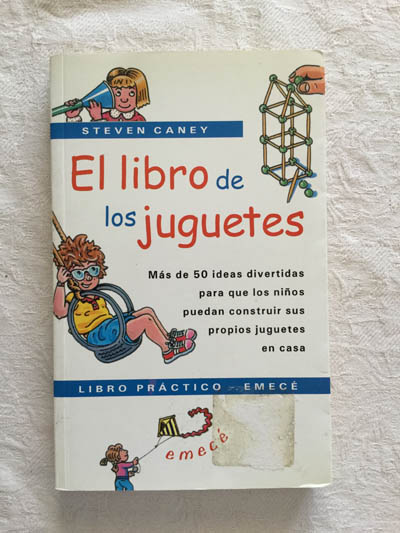 STEVEN CANEY
El libro de
los juguetes
Más de 50 ideas divertidas
para que los niños
puedan construir sus
propios juguetes
en casa
LIBRO PRÁCTICO EMECÉ
emecé